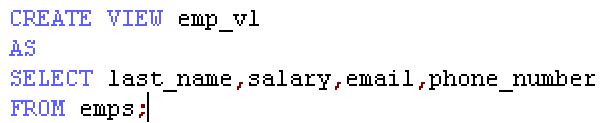 CREATE VIEW emp_v1
AS
SELECT last_name,salary,email,phone_number
FROM emps;